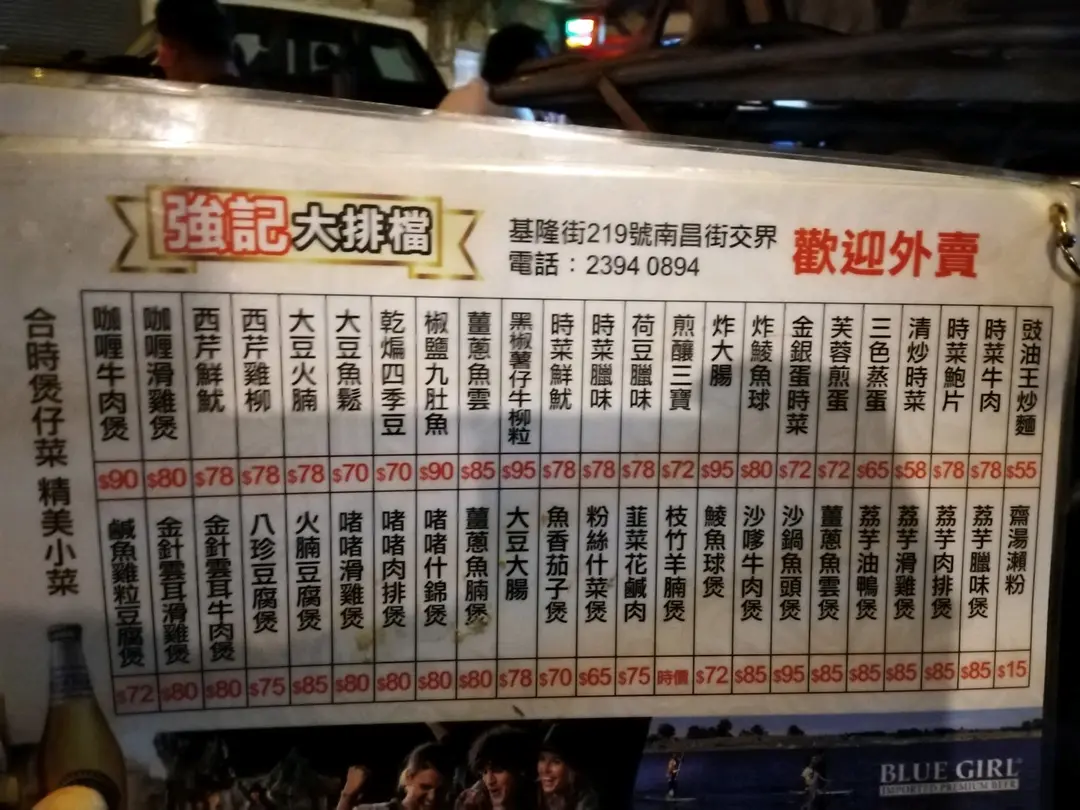 強記大排檔
基隆街219號南昌街交界
電話：2394 0894
歡迎外賣
合時煲仔菜 精美小菜
豉油王炒麵 $55
時菜牛肉 $78
時菜鮑片 $78
清炒時菜 $58
三色蒸蛋 $65
芙蓉煎蛋 $72
金銀蛋時菜 $72
炸鯪魚球 $80
炸大腸 $95
煎釀三寶 $72
荷豆臘味 $78
時菜臘味 $78
時菜鮮魷 $78
黑椒薯仔牛柳粒 $95
薑蔥魚雲 $85
椒鹽九肚魚 $90
乾煸四季豆 $70
大豆魚鬆 $70
大豆火腩 $78
西芹雞柳 $78
西芹鮮魷 $78
咖喱滑雞煲 $80
咖喱牛肉煲 $90
齋湯瀨粉 $15
荔芋臘味煲 $85
荔芋肉排煲 $85
荔芋滑雞煲 $85
荔芋油鴨煲 $85
薑蔥魚雲煲 $85
沙鍋魚頭煲 $95
沙嗲牛肉煲 $85
鯪魚球煲 $72
枝竹羊腩煲 時價
韮菜花鹹肉 $75
粉絲什菜煲 $65
魚香茄子煲 $70
大豆大腸 $78
薑蔥魚腩煲 $80
啫啫什錦煲 $80
啫啫肉排煲 $80
啫啫滑雞煲 $80
火腩豆腐煲 $85
八珍豆腐煲 $75
金針雲耳牛肉煲 $80
金針雲耳滑雞煲 $80
鹹魚雞粒豆腐煲 $72
BLUE GIRL
IMPORTED PREMIUM BEER